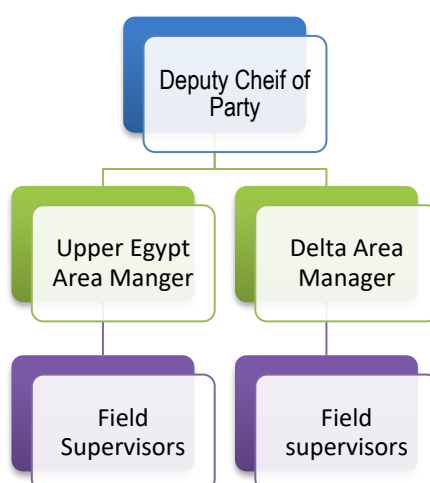 Deputy Cheif of
Party
Upper Egypt
Area Manger
Delta Area
Manager
Field
Supervisors
Field
supervisors